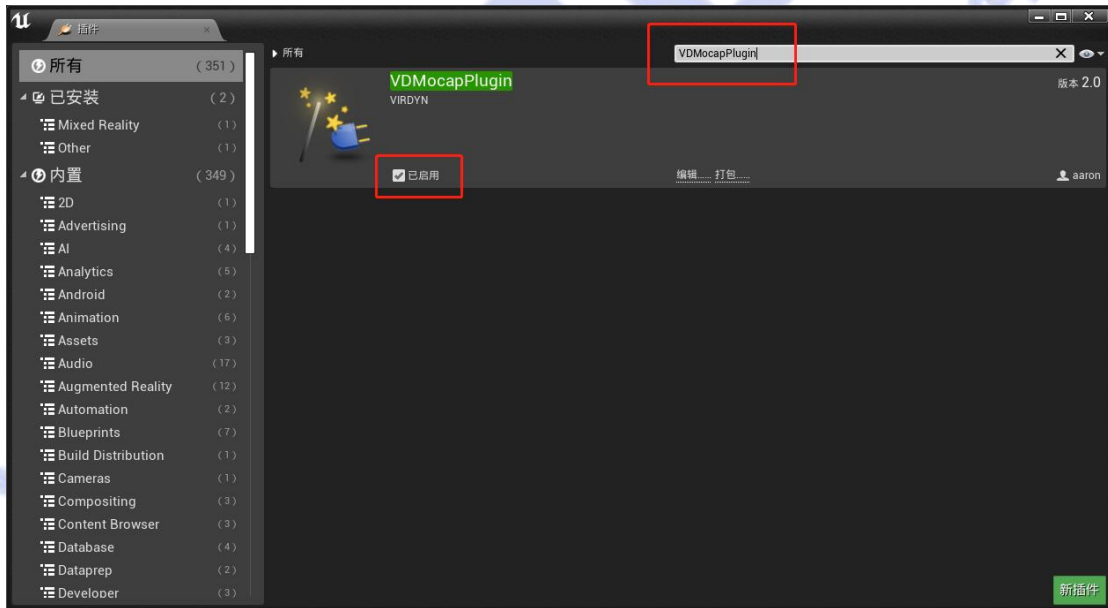 插件
所有 (351)
已安装 (2)
Mixed Reality (1)
Other (1)
内置 (349)
2D (1)
Advertising (1)
AI (4)
Analytics (5)
Android (2)
Animation (6)
Assets (3)
Audio (17)
Augmented Reality (12)
Automation (2)
Blueprints (7)
Build Distribution (1)
Cameras (1)
Compositing (3)
Content Browser (3)
Database (4)
Dataprep (2)
Developer (3)
所有
VDMocapPlugin
VDMocapPlugin
版本 2.0
VIRDYN
已启用
编辑...... 打包......
aaron
新插件